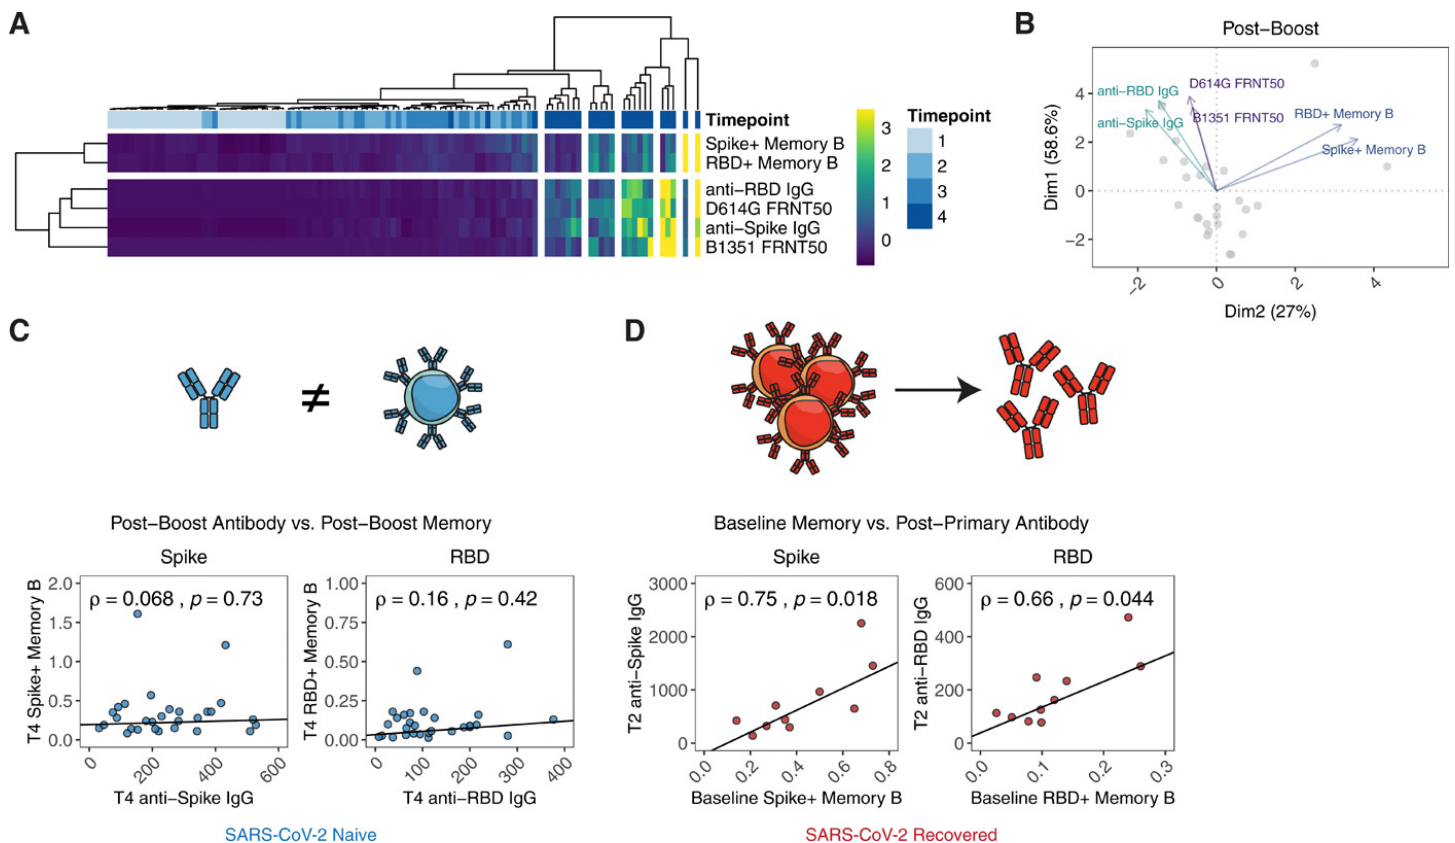 A
Timepoint
Spike+ Memory B
RBD+ Memory B
anti−RBD IgG
D614G FRNT50
anti−Spike IgG
B1351 FRNT50
3
2
1
0
Timepoint
1
2
3
4
B
Post−Boost
Dim1 (58.6%)
4
2
0
−2
anti−RBD IgG
D614G FRNT50
anti−Spike IgG
B1351 FRNT50
RBD+ Memory B
Spike+ Memory B
−2
0
2
4
Dim2 (27%)
C
≠
Post−Boost Antibody vs. Post−Boost Memory
Spike
T4 Spike+ Memory B
2.0
1.5
1.0
0.5
0.0
ρ = 0.068 , p = 0.73
0
200
400
600
T4 anti−Spike IgG
RBD
T4 RBD+ Memory B
1.00
0.75
0.50
0.25
0.00
ρ = 0.16 , p = 0.42
0
100
200
300
400
T4 anti−RBD IgG
SARS-CoV-2 Naive
D
Baseline Memory vs. Post−Primary Antibody
Spike
T2 anti−Spike IgG
3000
2000
1000
0
ρ = 0.75 , p = 0.018
0.0
0.2
0.4
0.6
0.8
Baseline Spike+ Memory B
RBD
T2 anti−RBD IgG
600
400
200
0
ρ = 0.66 , p = 0.044
0.0
0.1
0.2
0.3
Baseline RBD+ Memory B
SARS-CoV-2 Recovered